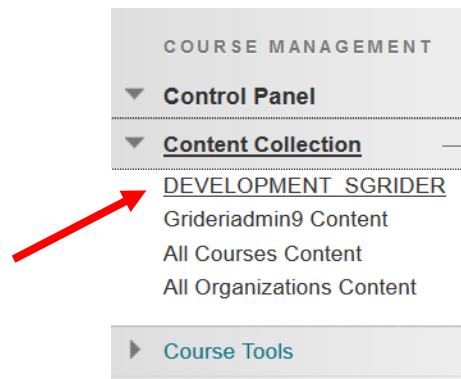 COURSE MANAGEMENT
Control Panel
Content Collection
DEVELOPMENT_SGRIDER
Grideriadmin9 Content
All Courses Content
All Organizations Content
Course Tools